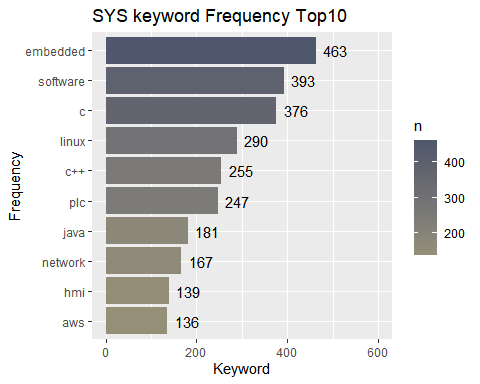 SYS keyword Frequency Top10
embedded 463
software 393
c 376
linux 290
c++ 255
plc 247
java 181
network 167
hmi 139
aws 136
0 200 400 600
Keyword
Frequency
n
400
300
200